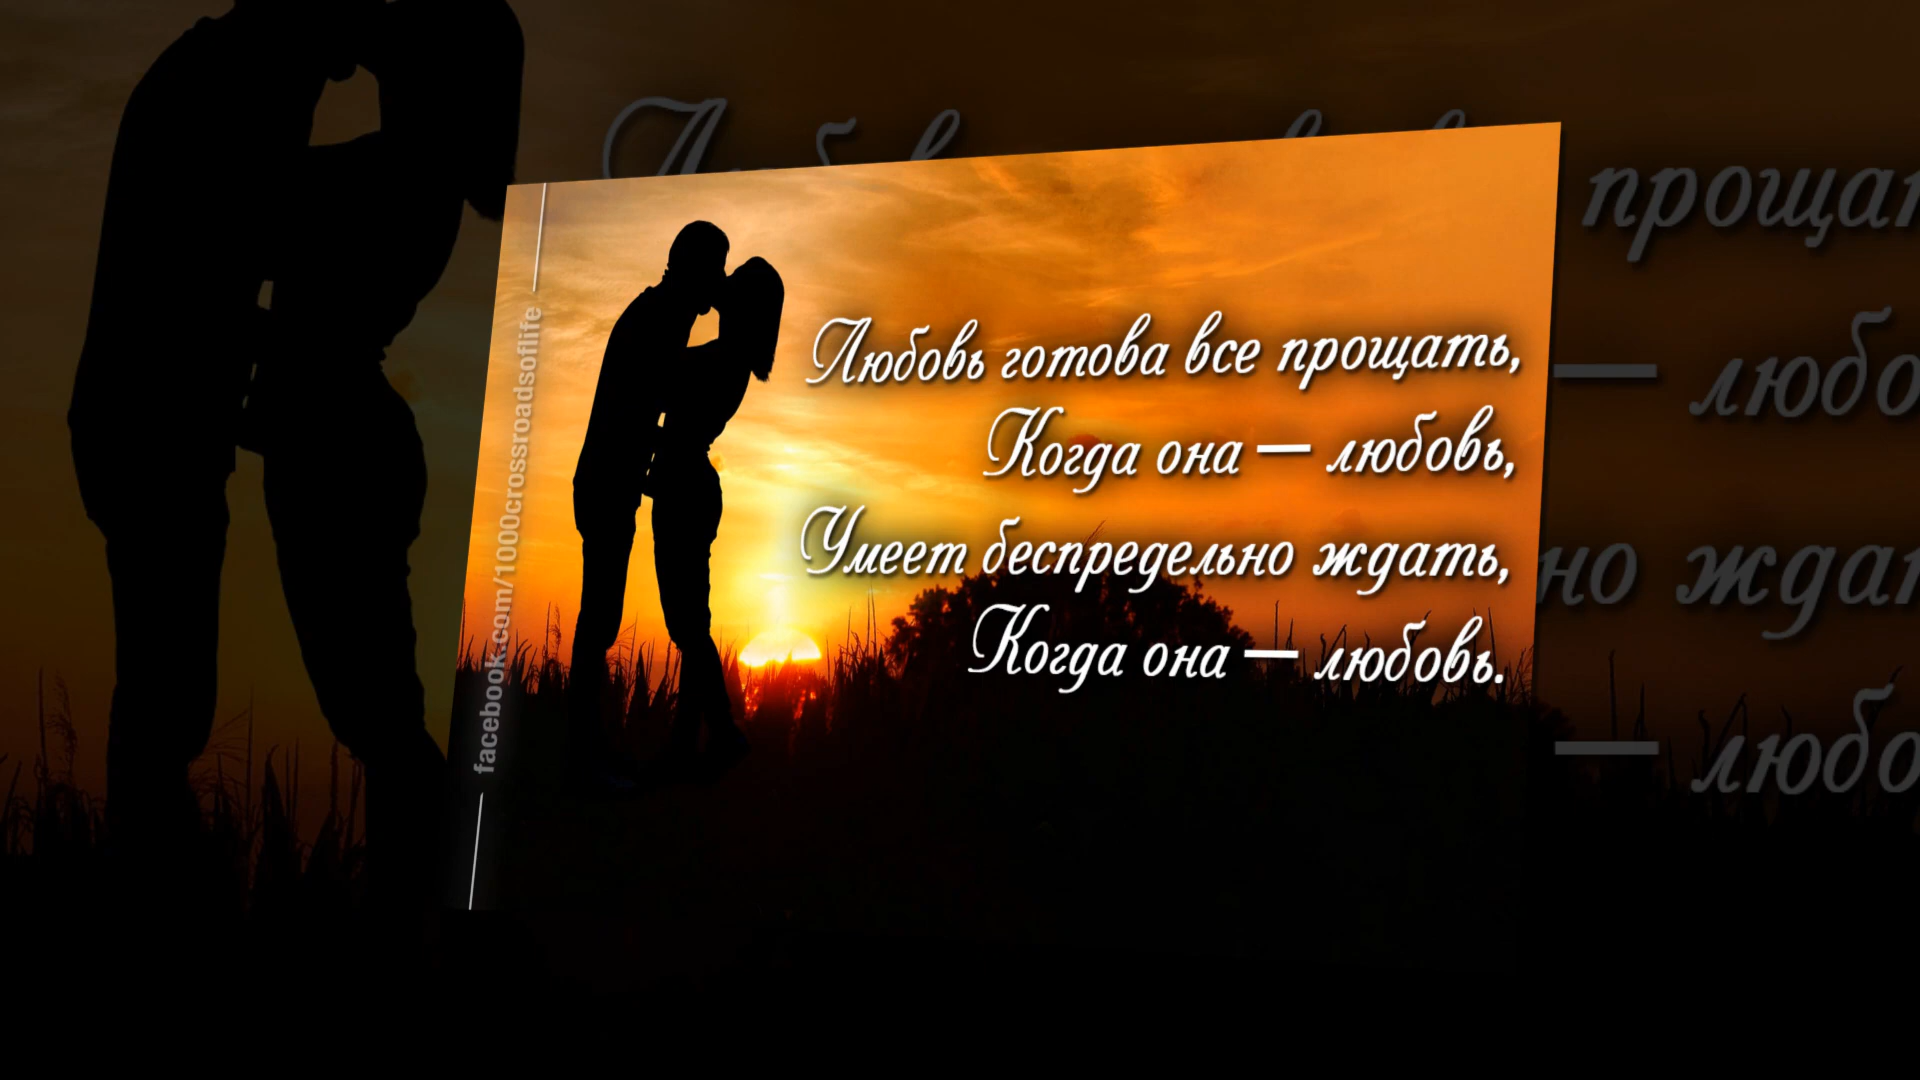 Любовь готова все прощать,
Когда она — любовь,
Умеет беспредельно ждать,
Когда она — любовь.
facebook.com/1000crossroadsoflife